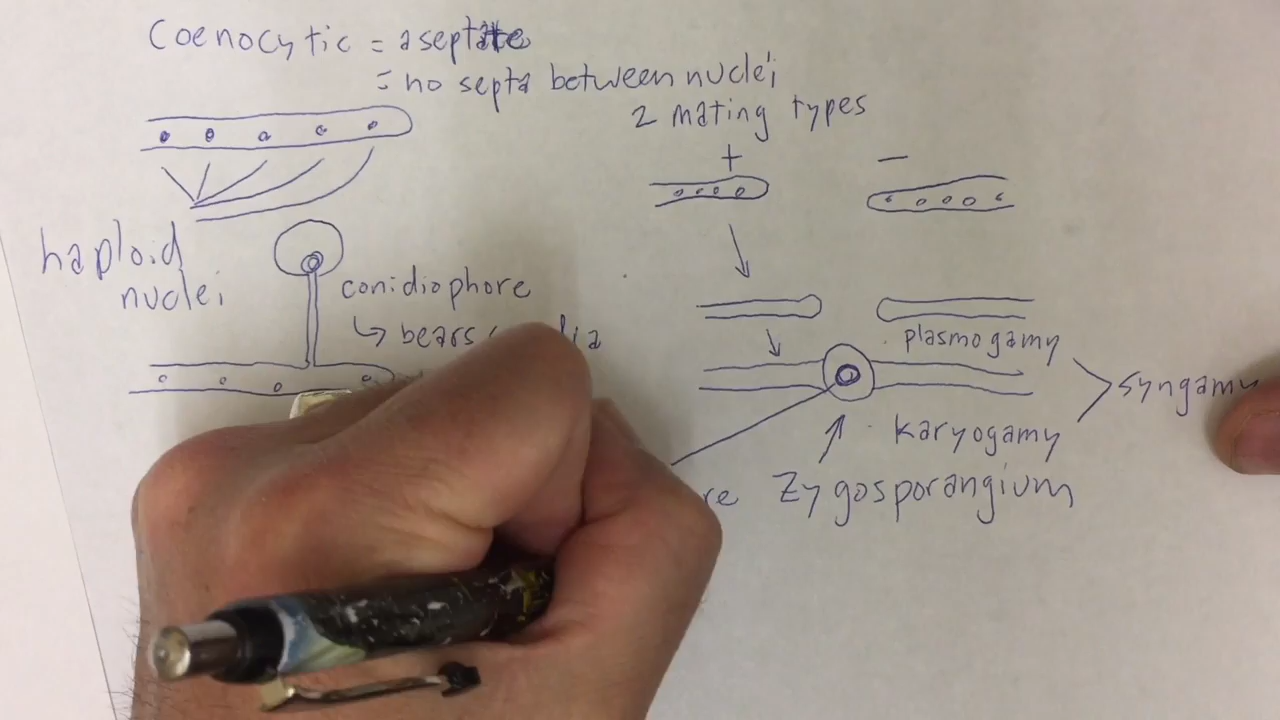 Coenocytic = aseptate
= no septa between nuclei
2 mating types
+ −
haploid
nuclei
conidiophore
↳ bears
plasmogamy
syngamy
karyogamy
Zygosporangium